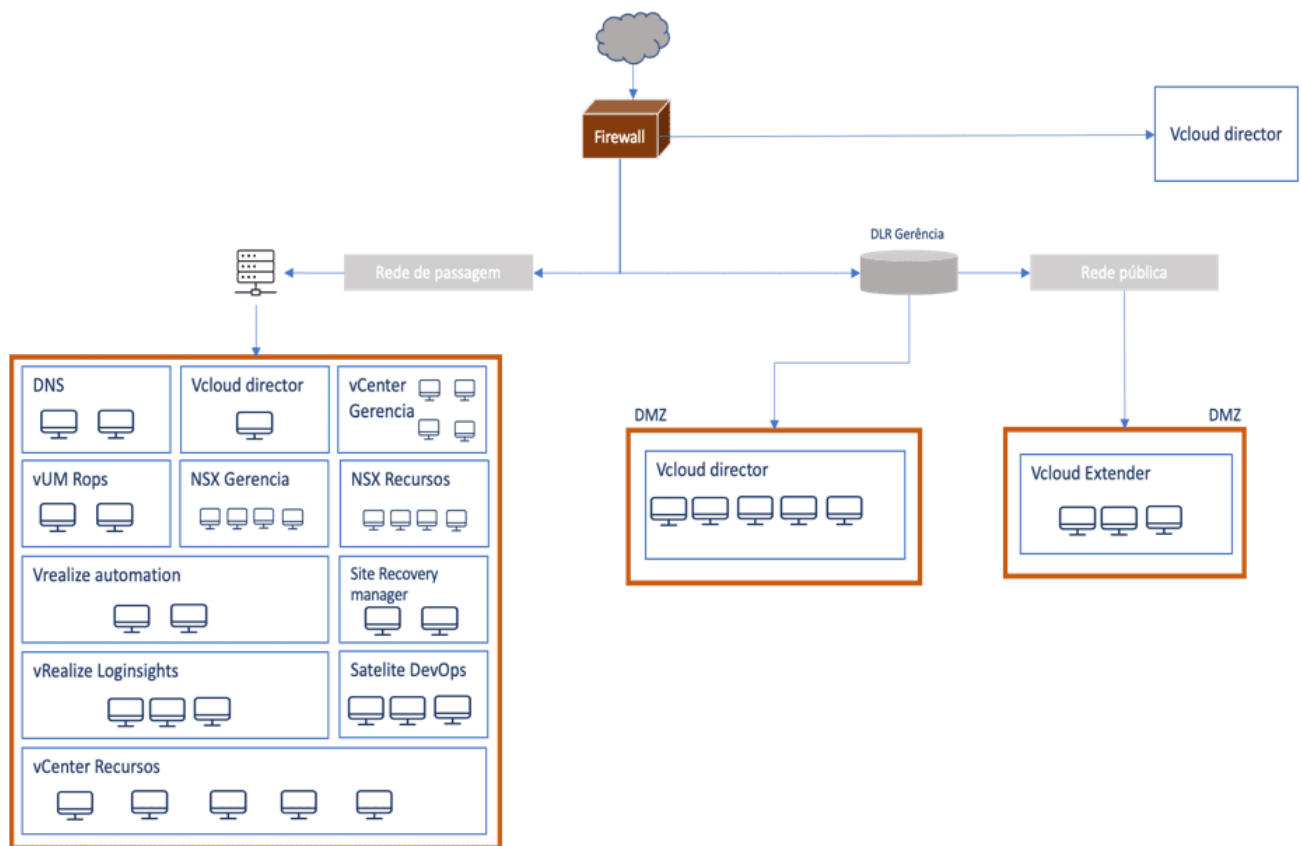 Firewall
Vcloud director
DLR Gerência
Rede de passagem
Rede pública
DNS
Vcloud director
vCenter
Gerencia
vUM Rops
NSX Gerencia
NSX Recursos
Vrealize automation
Site Recovery
manager
vRealize Loginsights
Satelite DevOps
vCenter Recursos
DMZ
Vcloud director
DMZ
Vcloud Extender